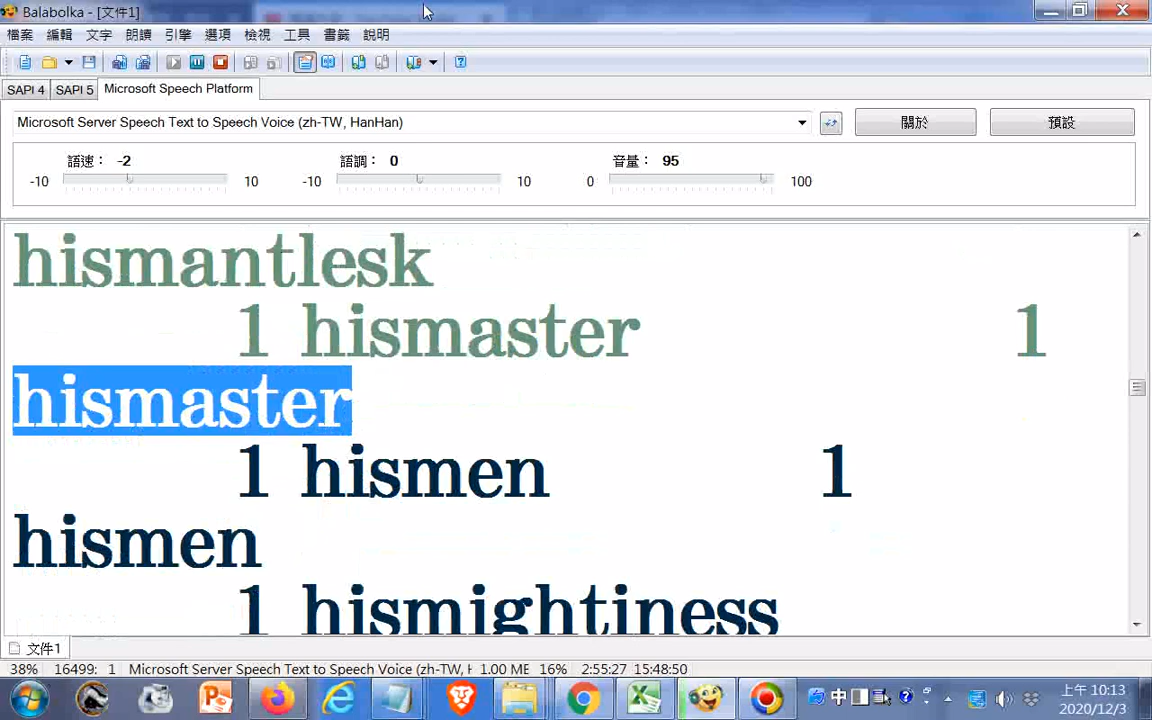 Balabolka - [文件1]
檔案 編輯 文字 朗讀 引擎 選項 檢視 工具 書籤 說明
SAPI 4 SAPI 5 Microsoft Speech Platform
Microsoft Server Speech Text to Speech Voice (zh-TW, HanHan) 關於 預設
語速： -2 語調： 0 音量： 95
-10 10 -10 10 0 100
hismantlesk
1 hismaster 1
hismaster
1 hismen 1
hismen
1 hismightiness
文件1
38% 16499: 1 Microsoft Server Speech Text to Speech Voice (zh-TW, 1.00 ME 16% 2:55:27 15:48:50
中 上午 10:13
2020/12/3